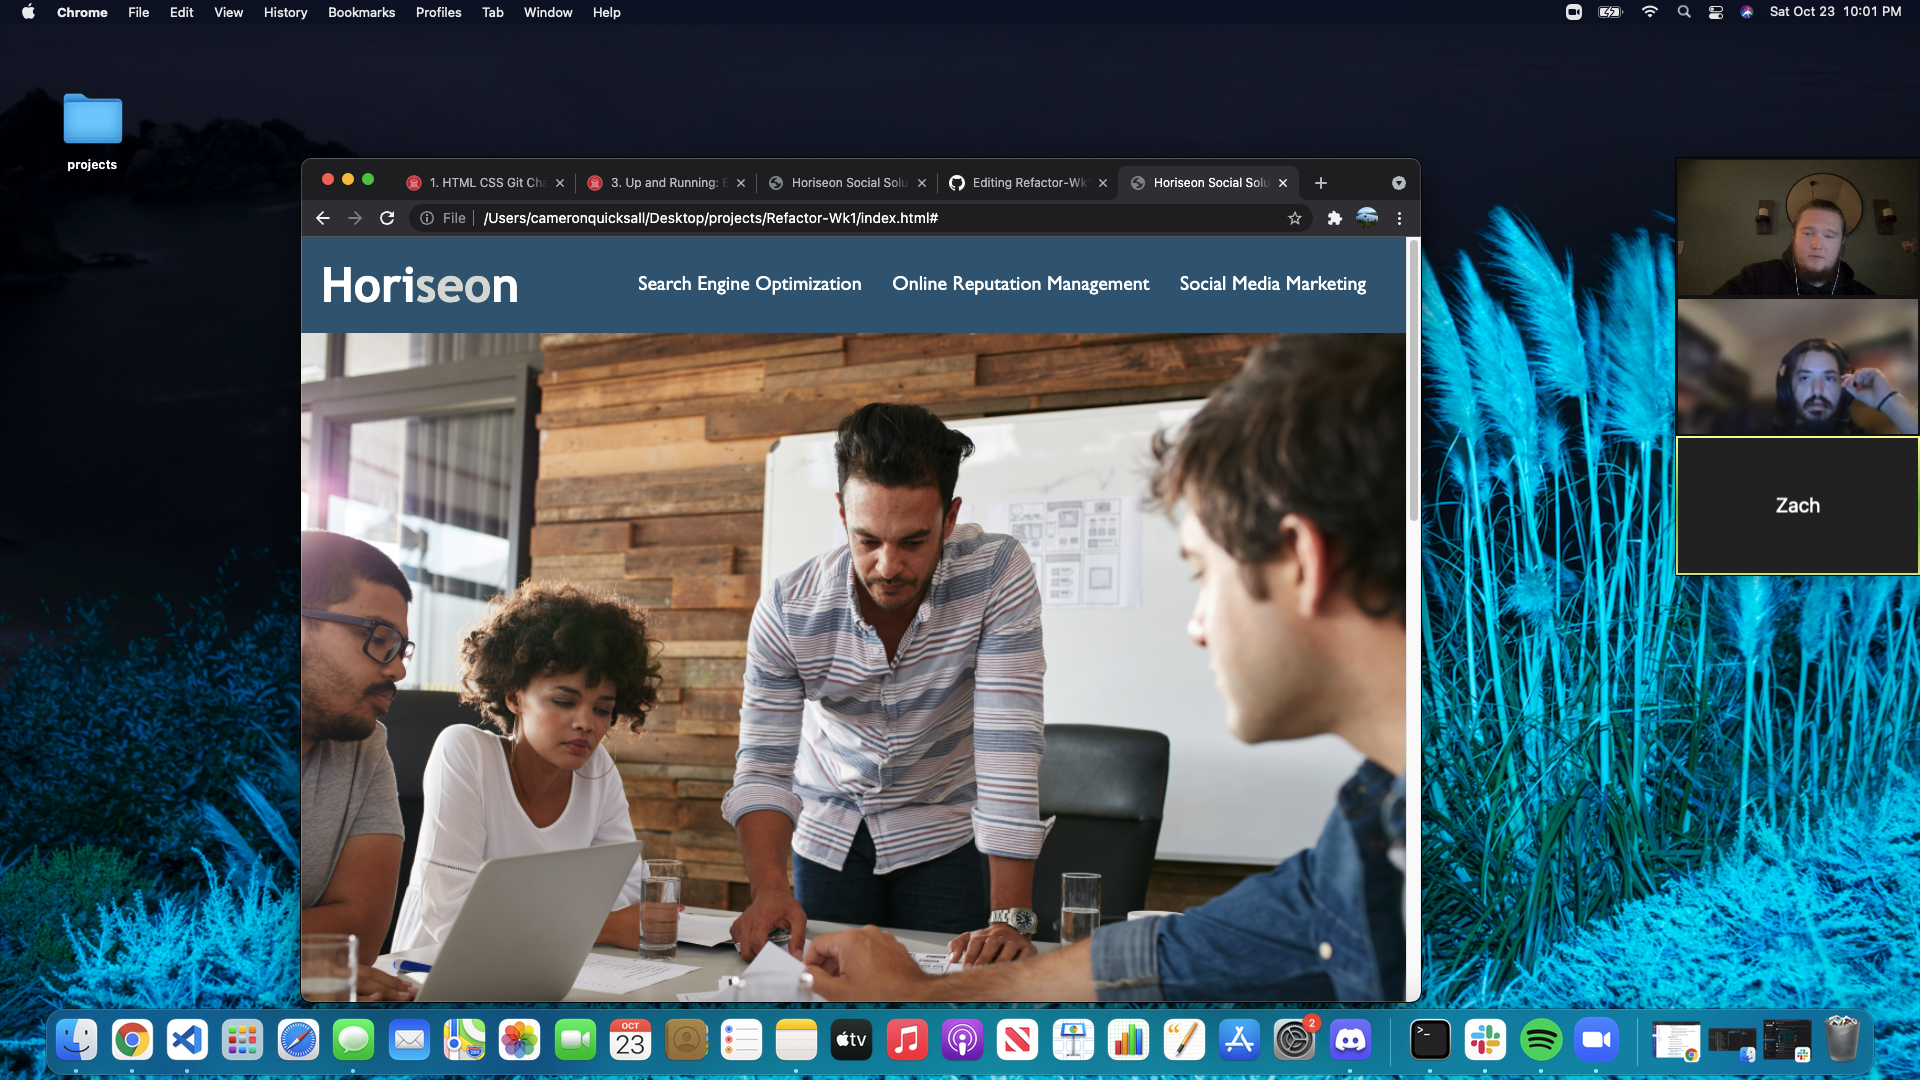 Chrome File Edit View History Bookmarks Profiles Tab Window Help
Sat Oct 23 10:01 PM
projects
1. HTML CSS Git Cha
3. Up and Running:
Horiseon Social Solu
Editing Refactor-Wk
Horiseon Social Solu
File /Users/cameronquicksall/Desktop/projects/Refactor-Wk1/index.html#
Horiseon
Search Engine Optimization Online Reputation Management Social Media Marketing
Zach
OCT
23
280
tv
2
>_